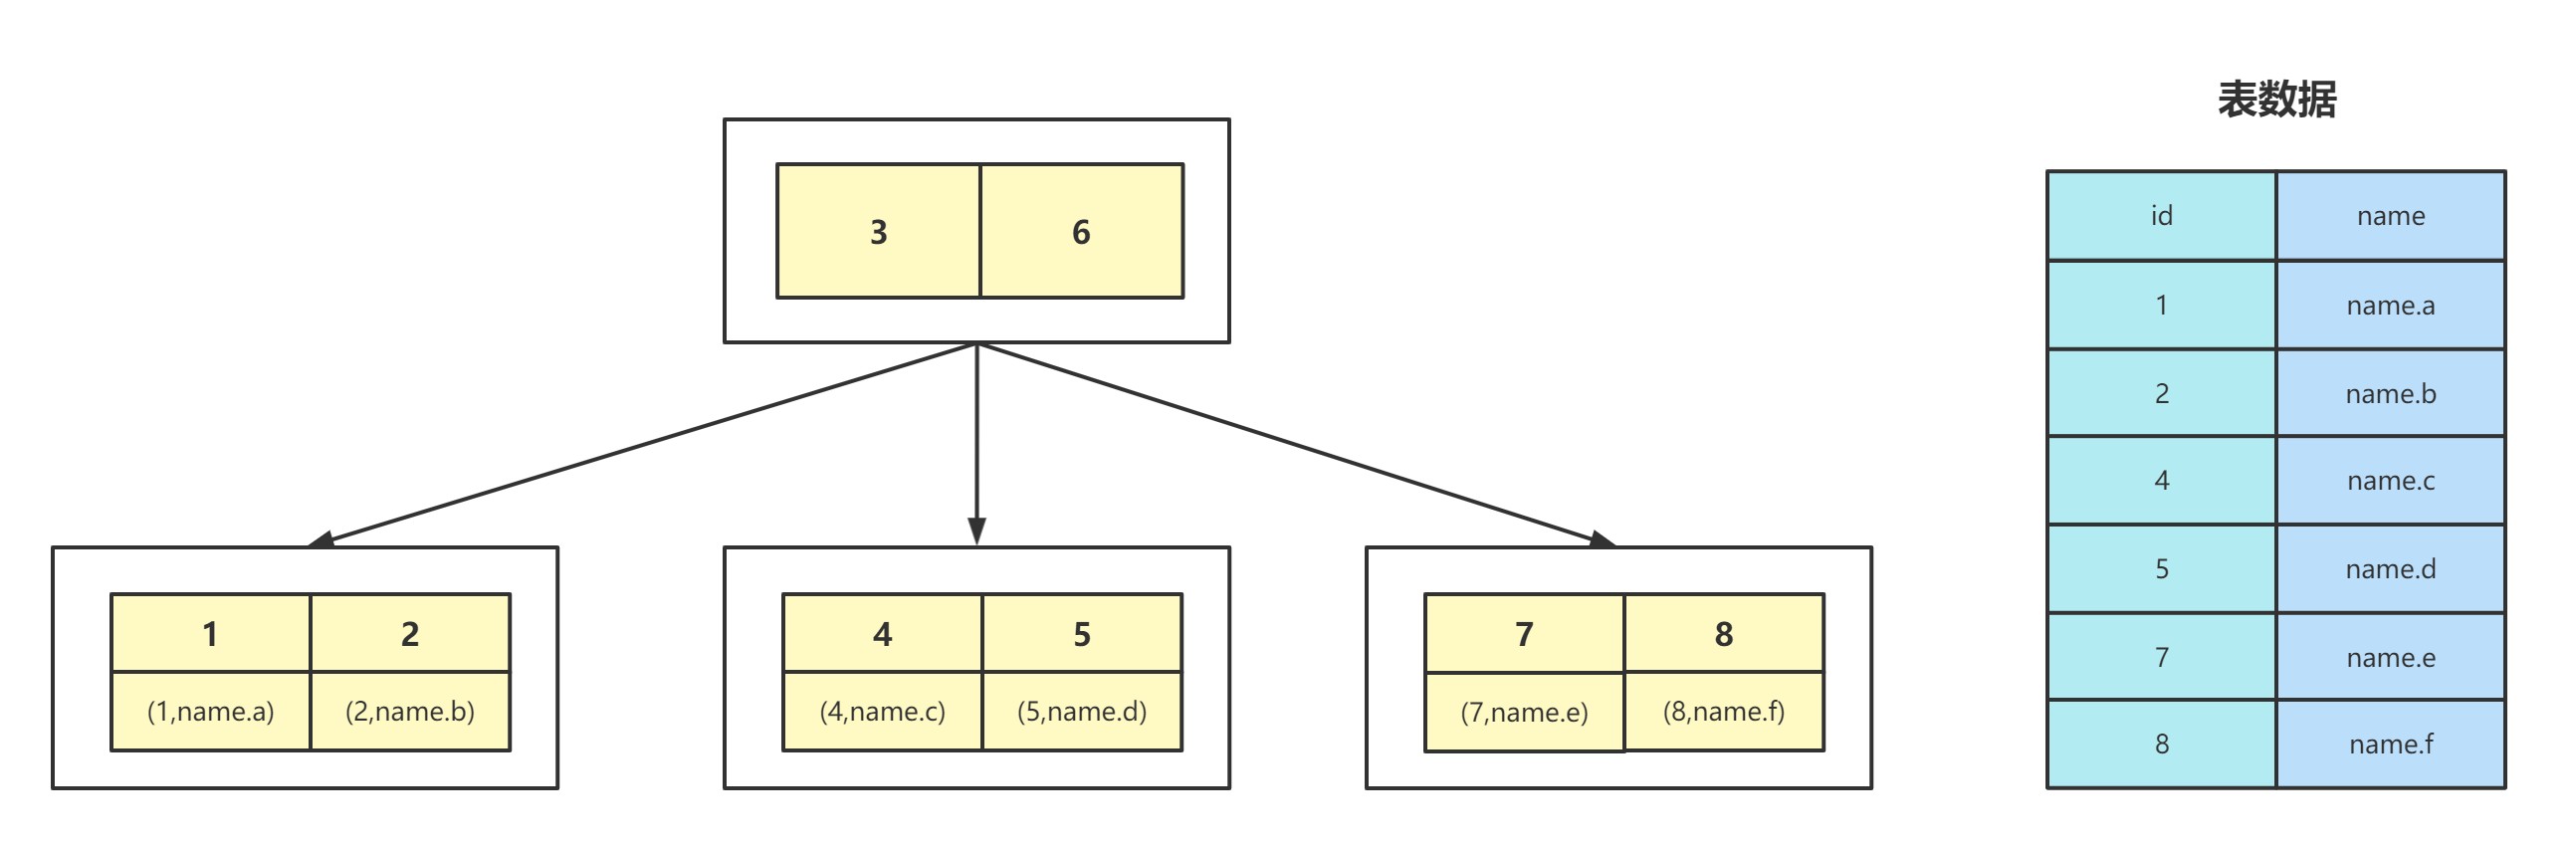 3 6
1 2
(1,name.a) (2,name.b)
4 5
(4,name.c) (5,name.d)
7 8
(7,name.e) (8,name.f)
表数据
id name
1 name.a
2 name.b
4 name.c
5 name.d
7 name.e
8 name.f